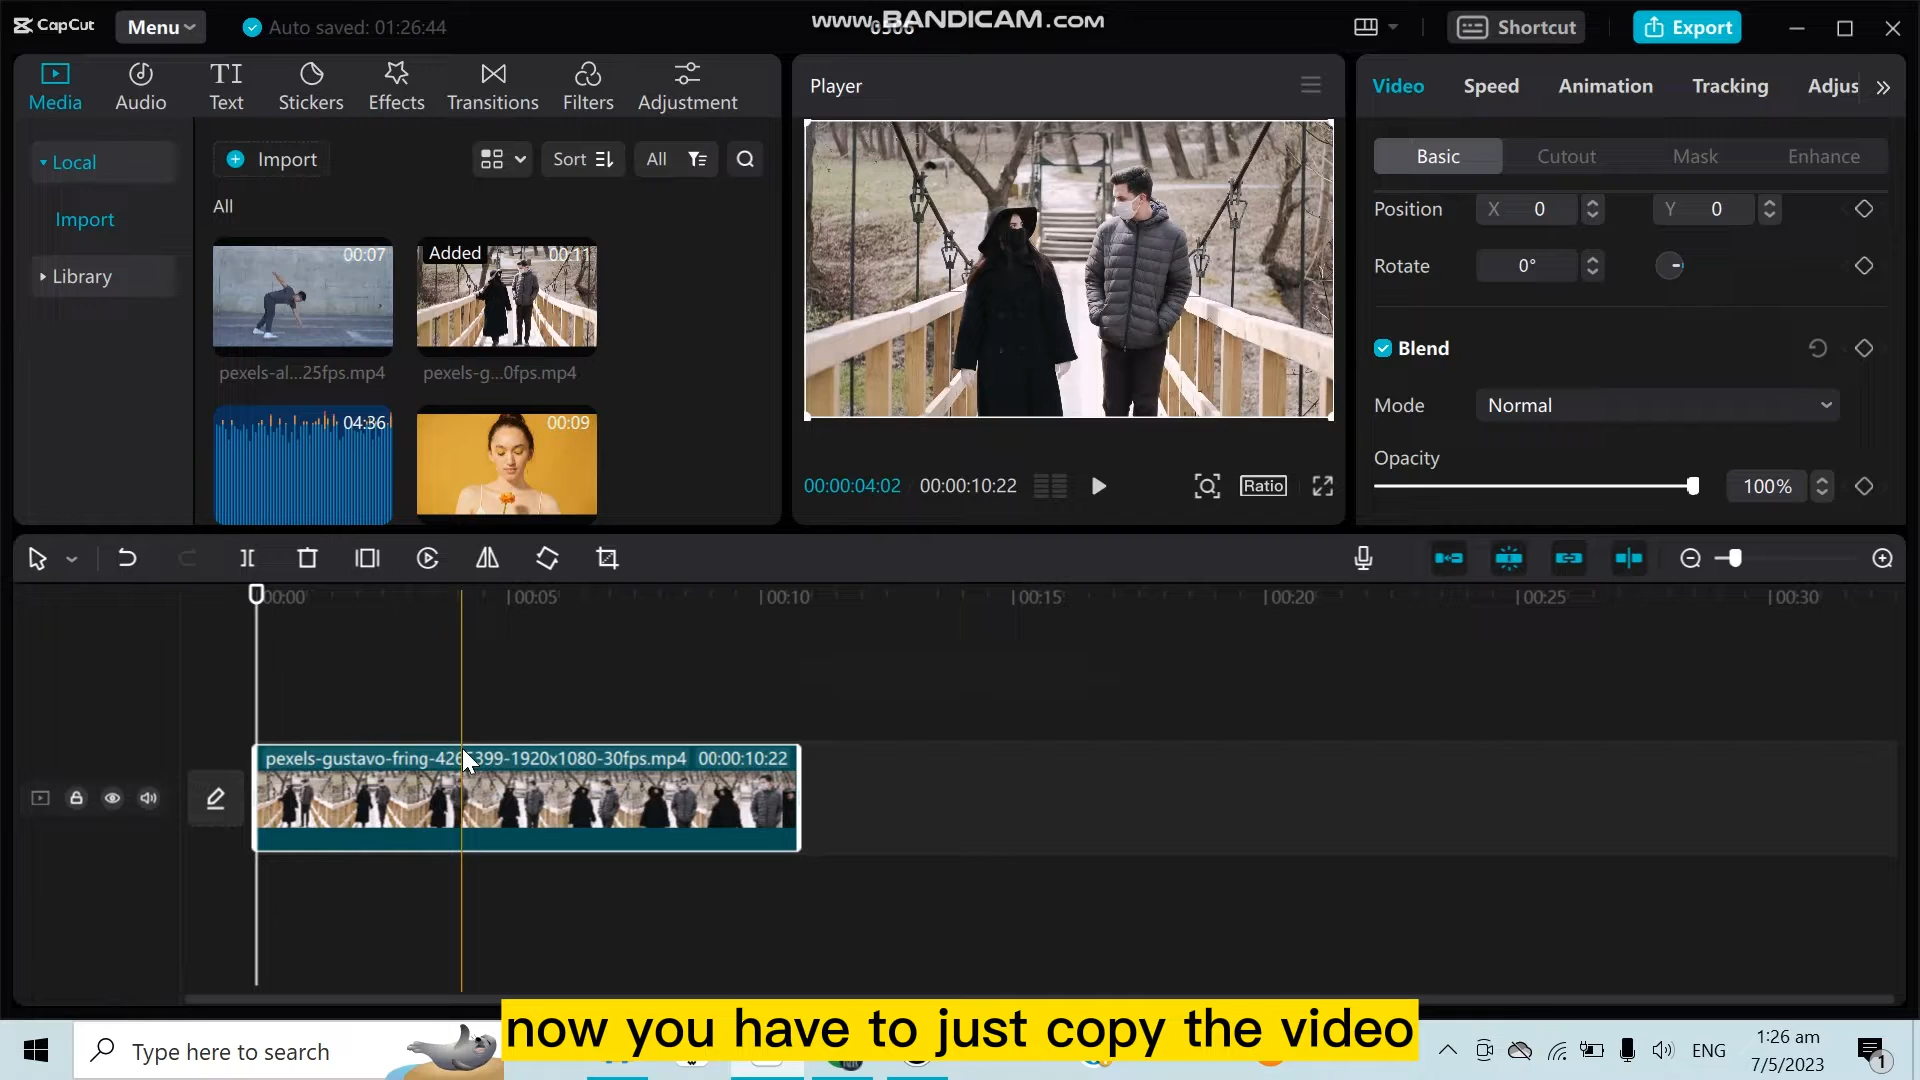 CapCut
Menu
Auto saved: 01:26:44
www.BANDICAM.com
Shortcut
Export
Media
Audio
Text
Stickers
Effects
Transitions
Filters
Adjustment
Local
Import
Library
Import
Sort
All
All
00:07
Added
00:11
pexels-al...25fps.mp4
pexels-g...0fps.mp4
04:36
00:09
Player
00:00:04:02
00:00:10:22
Ratio
Video
Speed
Animation
Tracking
Adjus
Basic
Cutout
Mask
Enhance
Position
X 0
Y 0
Rotate
0°
Blend
Mode
Normal
Opacity
100%
00:00
00:05
00:10
00:15
00:20
00:25
00:30
pexels-gustavo-fring-426 399-1920x1080-30fps.mp4 00:00:10:22
now you have to just copy the video
Type here to search
ENG
1:26 am
7/5/2023
1